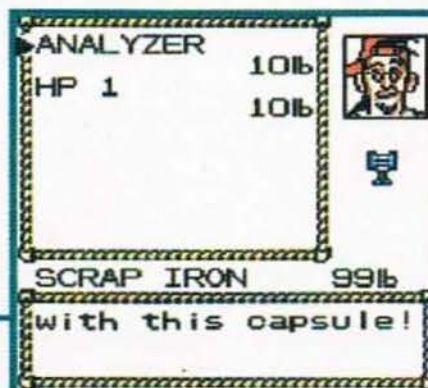 ANALYZER
10lb
HP 1
10lb
SCRAP IRON 99lb
with this capsule!